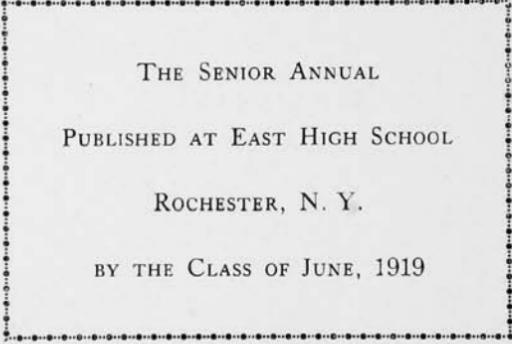 The Senior Annual
Published at East High School
Rochester, N. Y.
by the Class of June, 1919